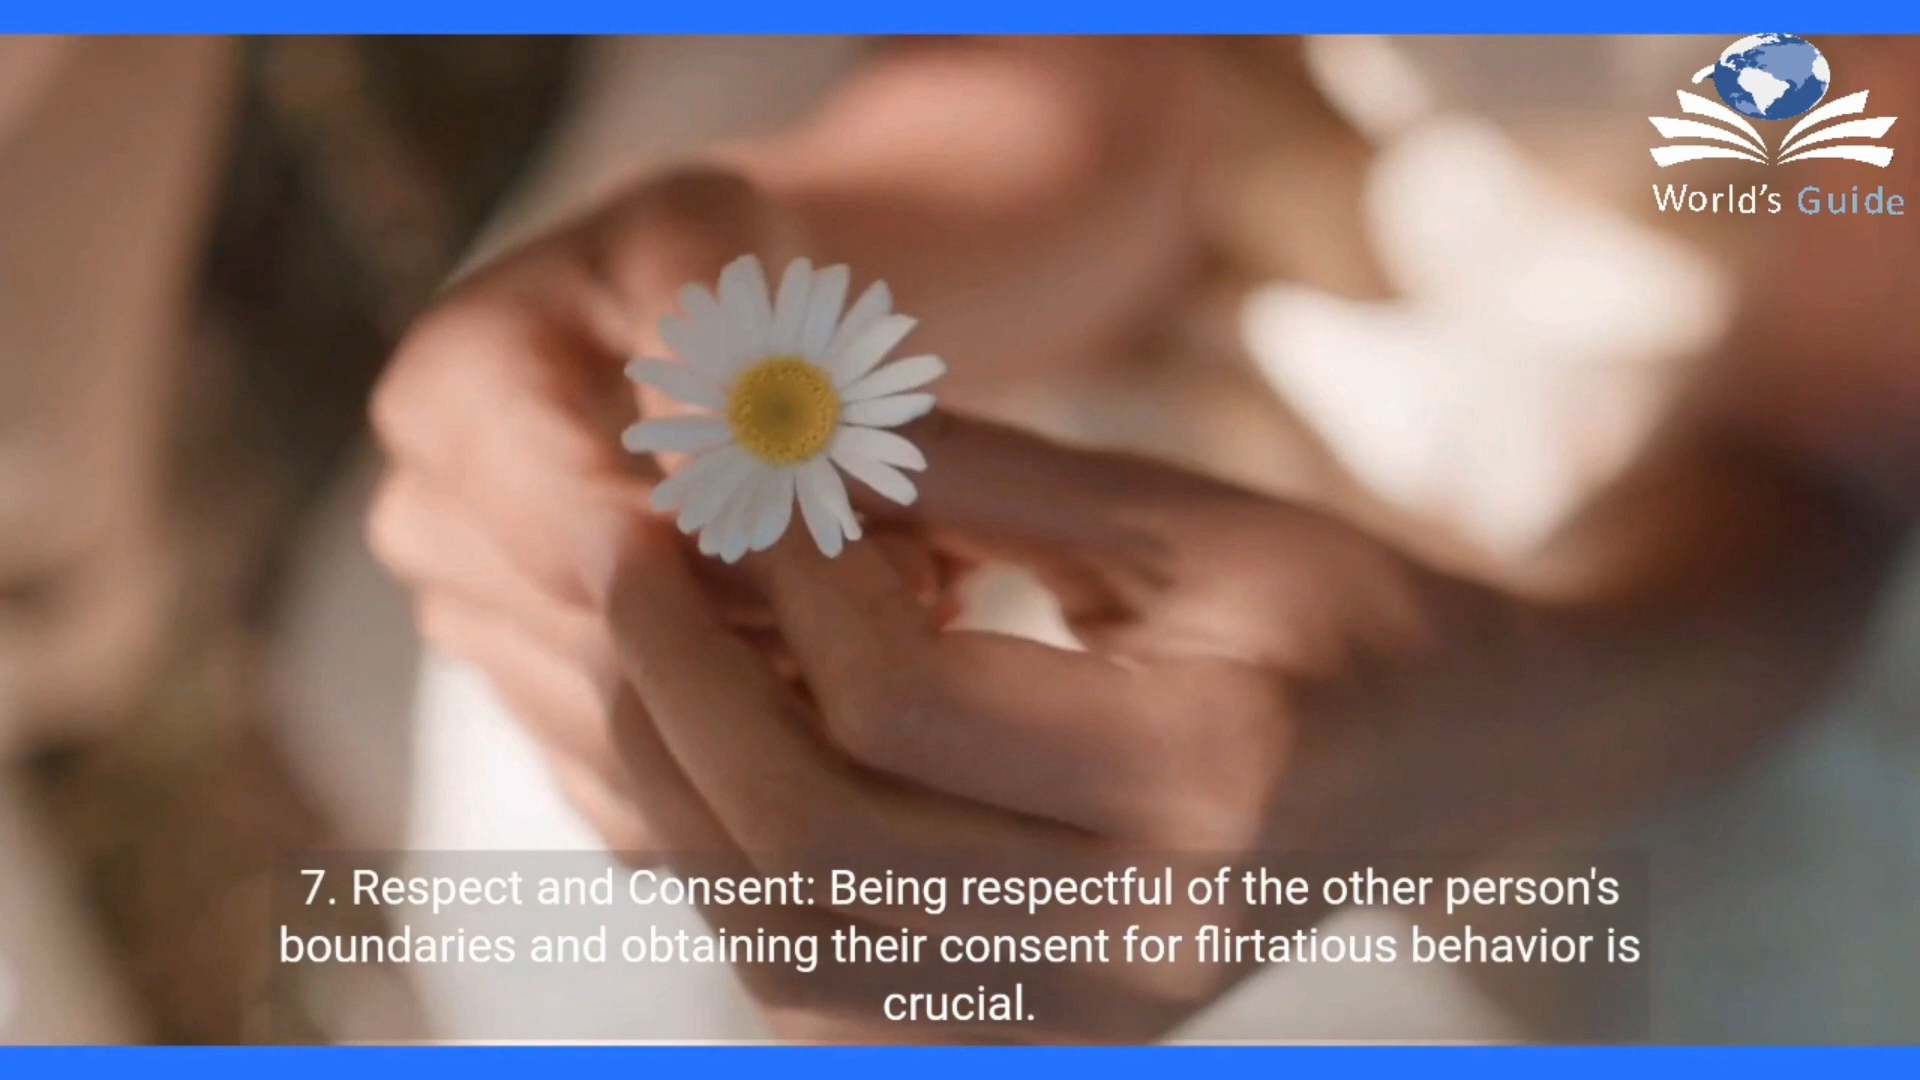 World's Guide
7. Respect and Consent: Being respectful of the other person's
boundaries and obtaining their consent for flirtatious behavior is
crucial.